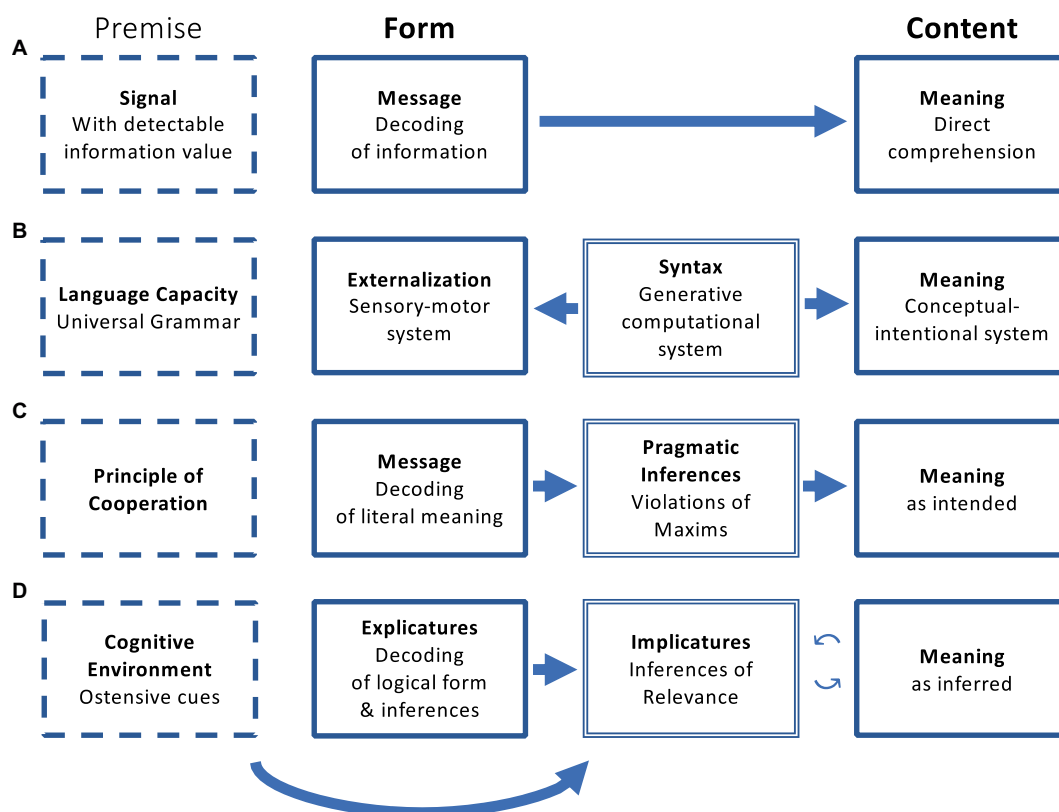 Premise
Form
Content
A
Signal
With detectable
information value
Message
Decoding
of information
Meaning
Direct
comprehension
B
Language Capacity
Universal Grammar
Externalization
Sensory-motor
system
Syntax
Generative
computational
system
Meaning
Conceptual-
intentional system
C
Principle of
Cooperation
Message
Decoding
of literal meaning
Pragmatic
Inferences
Violations of
Maxims
Meaning
as intended
D
Cognitive
Environment
Ostensive cues
Explicatures
Decoding
of logical form
& inferences
Implicatures
Inferences of
Relevance
Meaning
as inferred